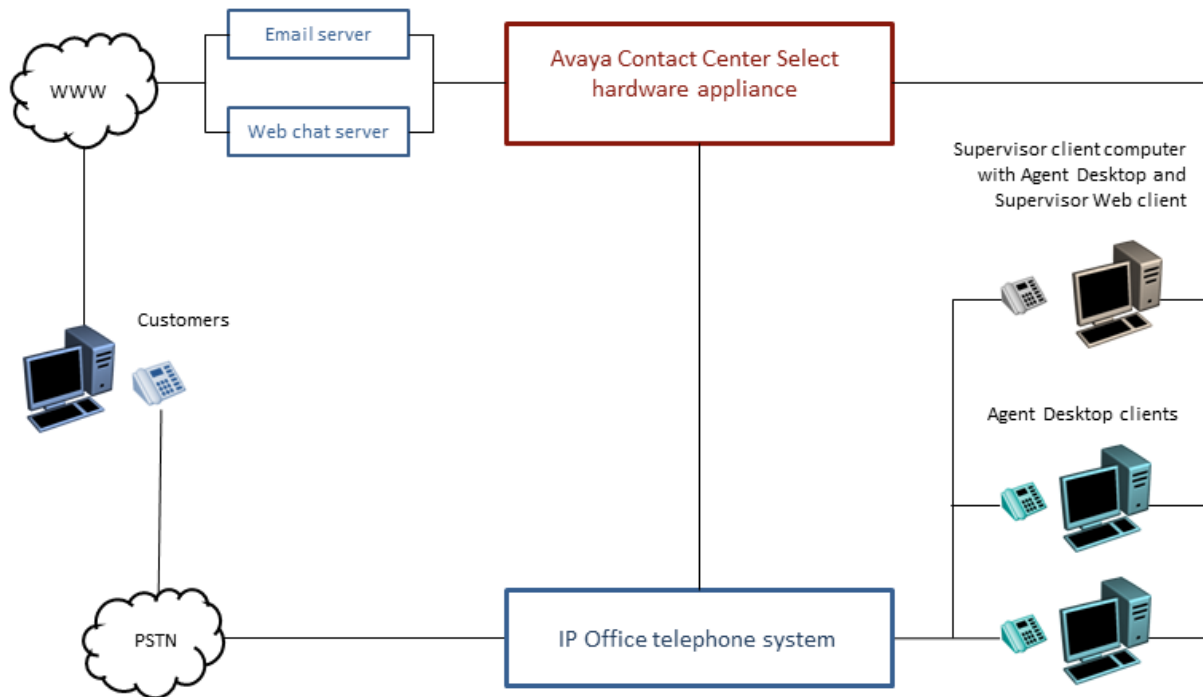 Email server
Avaya Contact Center Select
hardware appliance
WWW
Web chat server
Supervisor client computer
with Agent Desktop and
Supervisor Web client
Customers
Agent Desktop clients
PSTN
IP Office telephone system